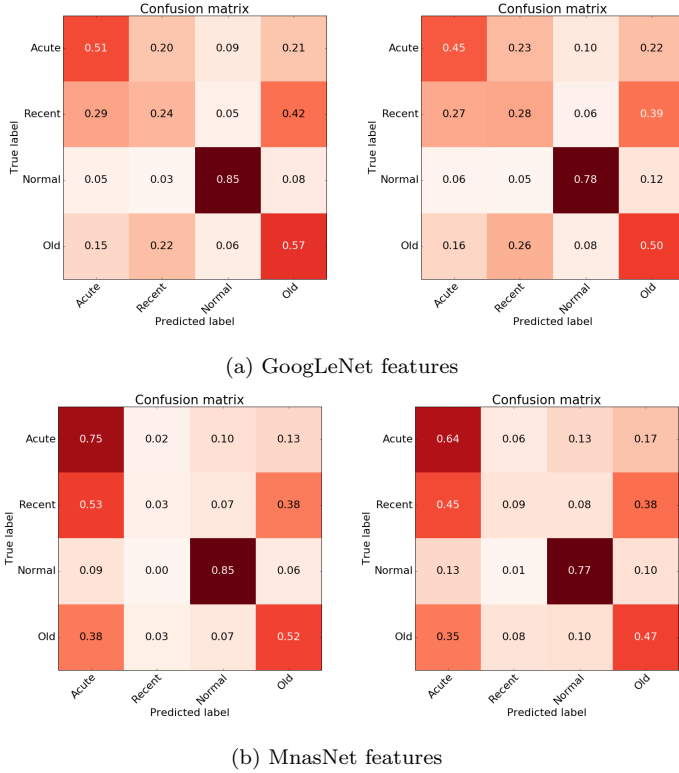 Confusion matrix Confusion matrix
Acute 0.51 0.20 0.09 0.21 Acute 0.45 0.23 0.10 0.22
Recent 0.29 0.24 0.05 0.42 Recent 0.27 0.28 0.06 0.39
Normal 0.05 0.03 0.85 0.08 Normal 0.06 0.05 0.78 0.12
Old 0.15 0.22 0.06 0.57 Old 0.16 0.26 0.08 0.50
True label True label
Acute Recent Normal Old Acute Recent Normal Old
Predicted label Predicted label
(a) GoogLeNet features
Confusion matrix Confusion matrix
Acute 0.75 0.02 0.10 0.13 Acute 0.64 0.06 0.13 0.17
Recent 0.53 0.03 0.07 0.38 Recent 0.45 0.09 0.08 0.38
Normal 0.09 0.00 0.85 0.06 Normal 0.13 0.01 0.77 0.10
Old 0.38 0.03 0.07 0.52 Old 0.35 0.08 0.10 0.47
True label True label
Acute Recent Normal Old Acute Recent Normal Old
Predicted label Predicted label
(b) MnasNet features